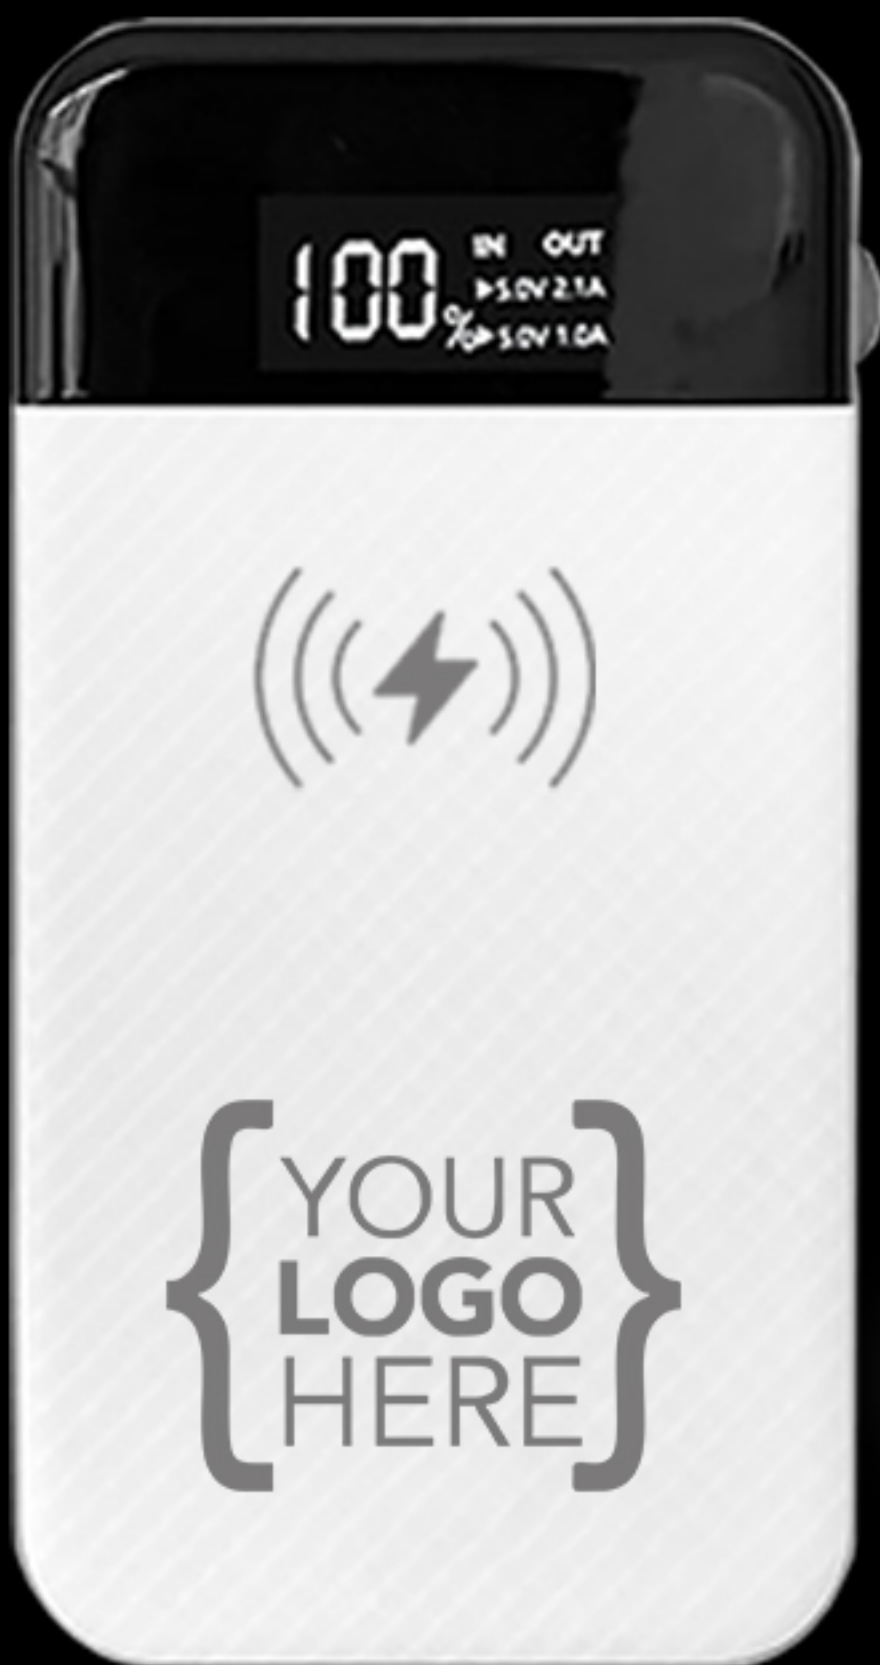 100% IN OUT
▶5.0V 2.1A
▶5.0V 1.0A
YOUR
LOGO
HERE